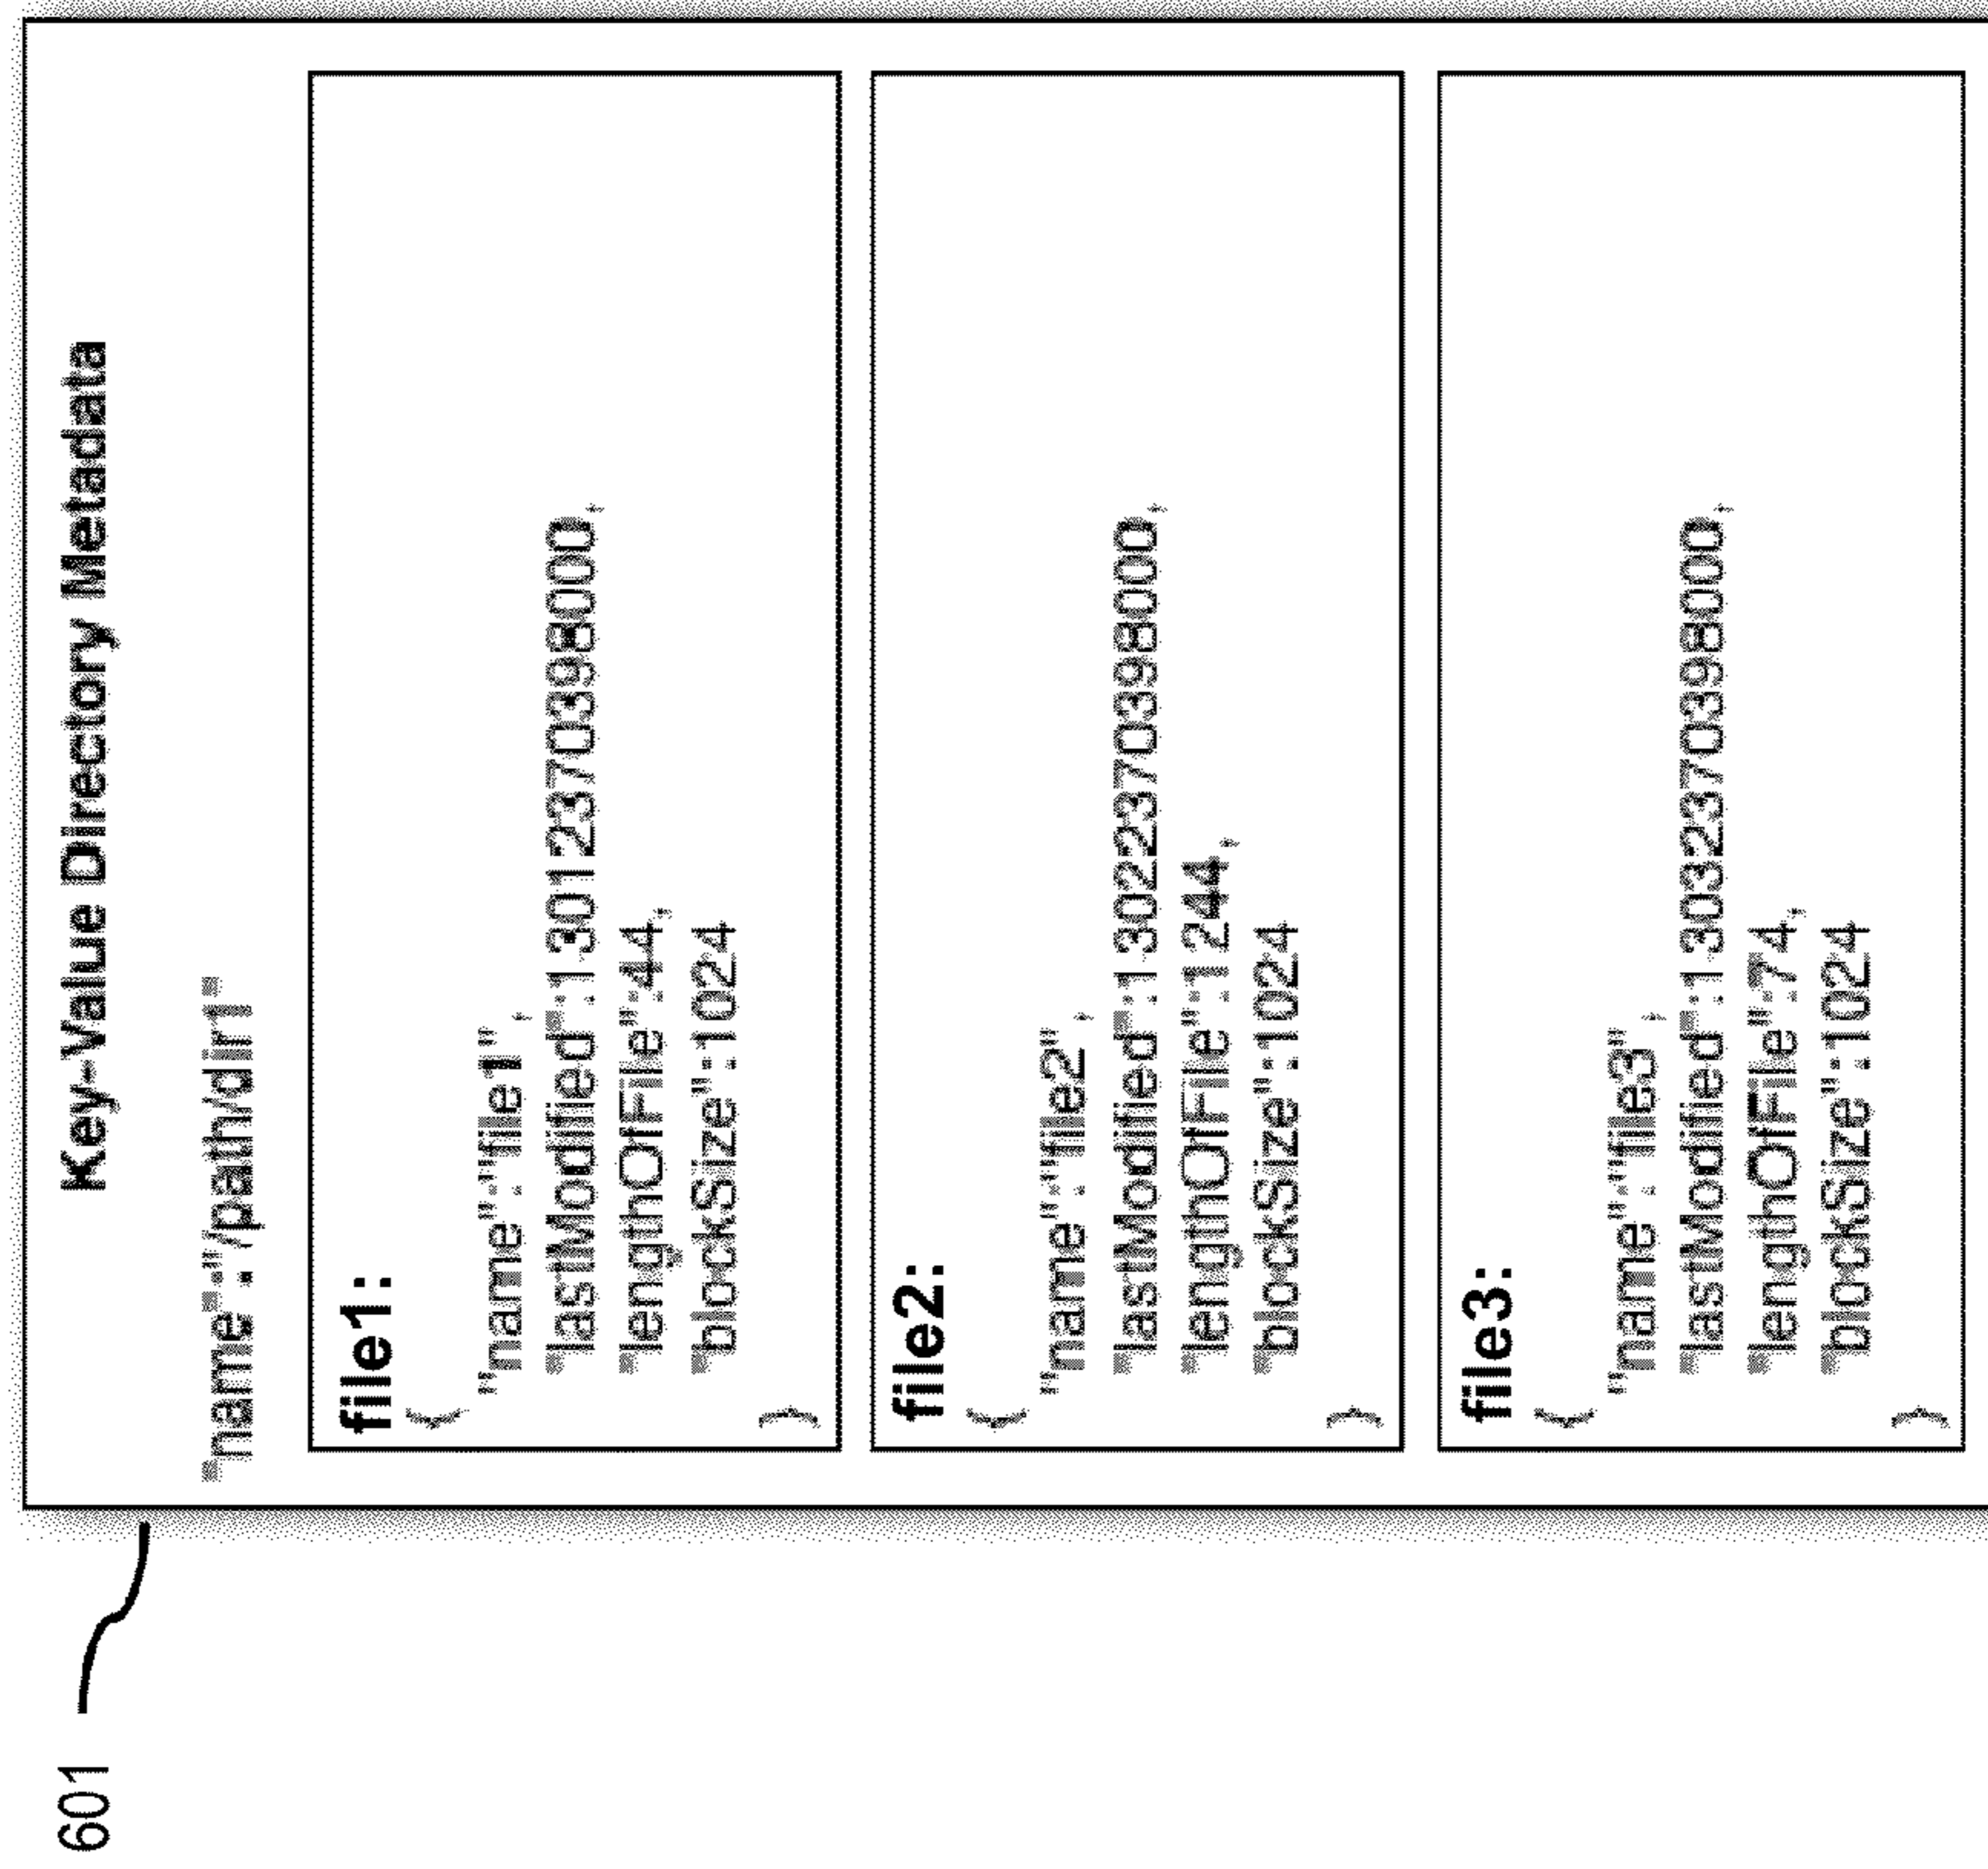 601
Key-Value Directory Metadata
"name":"/path/dir1"
file1:
{
"name":"file1",
"lastModified":13012370398000,
"lengthOfFile":44,
"blockSize":1024
}
file2:
{
"name":"file2",
"lastModified":13022370398000,
"lengthOfFile":1244,
"blockSize":1024
}
file3:
{
"name":"file3",
"lastModified":13032370398000,
"lengthOfFile":74,
"blockSize":1024
}